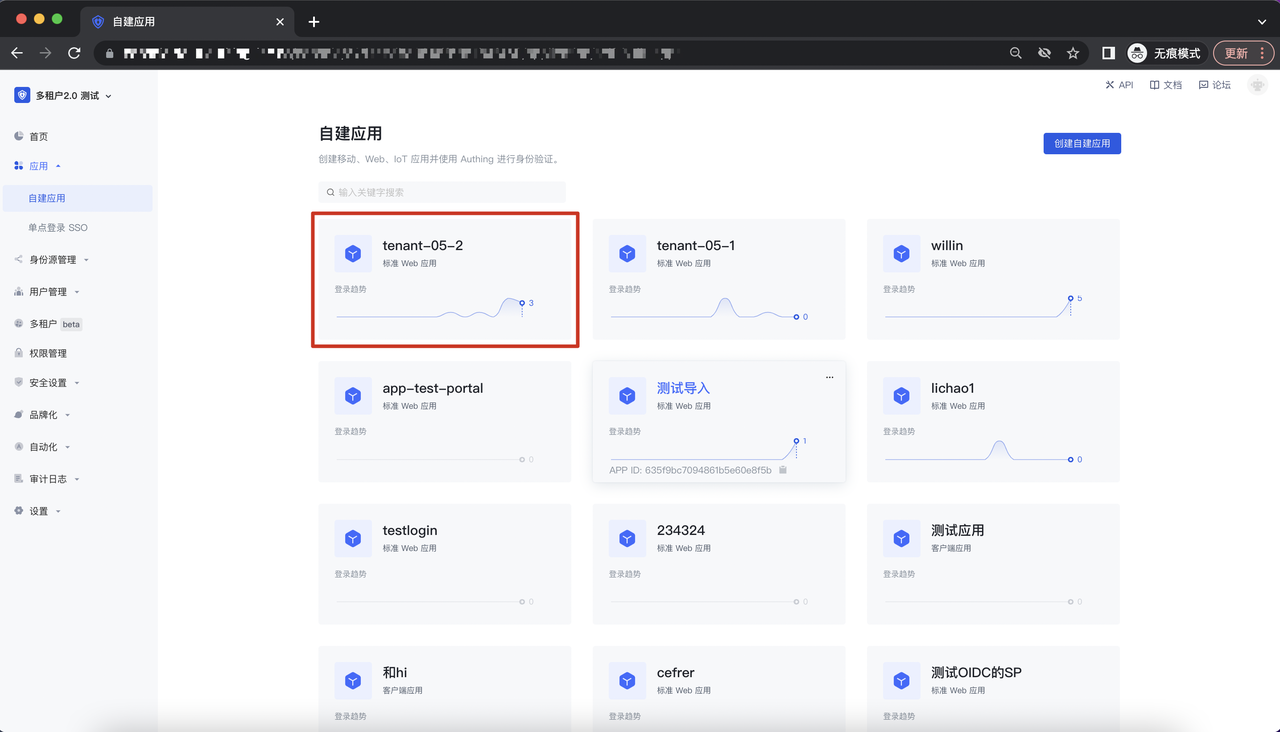 自建应用
无痕模式
更新
多租户2.0 测试
API
文档
论坛
首页
应用
自建应用
单点登录 SSO
身份源管理
用户管理
多租户 beta
权限管理
安全设置
品牌化
自动化
审计日志
设置
自建应用
创建移动、Web、IoT 应用并使用 Authing 进行身份验证。
创建自建应用
输入关键字搜索
tenant-05-2
标准 Web 应用
登录趋势
3
tenant-05-1
标准 Web 应用
登录趋势
0
willin
标准 Web 应用
登录趋势
5
app-test-portal
标准 Web 应用
登录趋势
0
测试导入
标准 Web 应用
登录趋势
1
APP ID: 635f9bc7094861b5e60e8f5b
lichao1
标准 Web 应用
登录趋势
0
testlogin
标准 Web 应用
登录趋势
0
234324
标准 Web 应用
登录趋势
0
测试应用
客户端应用
登录趋势
0
和hi
客户端应用
登录趋势
cefrer
标准 Web 应用
登录趋势
测试OIDC的SP
标准 Web 应用
登录趋势